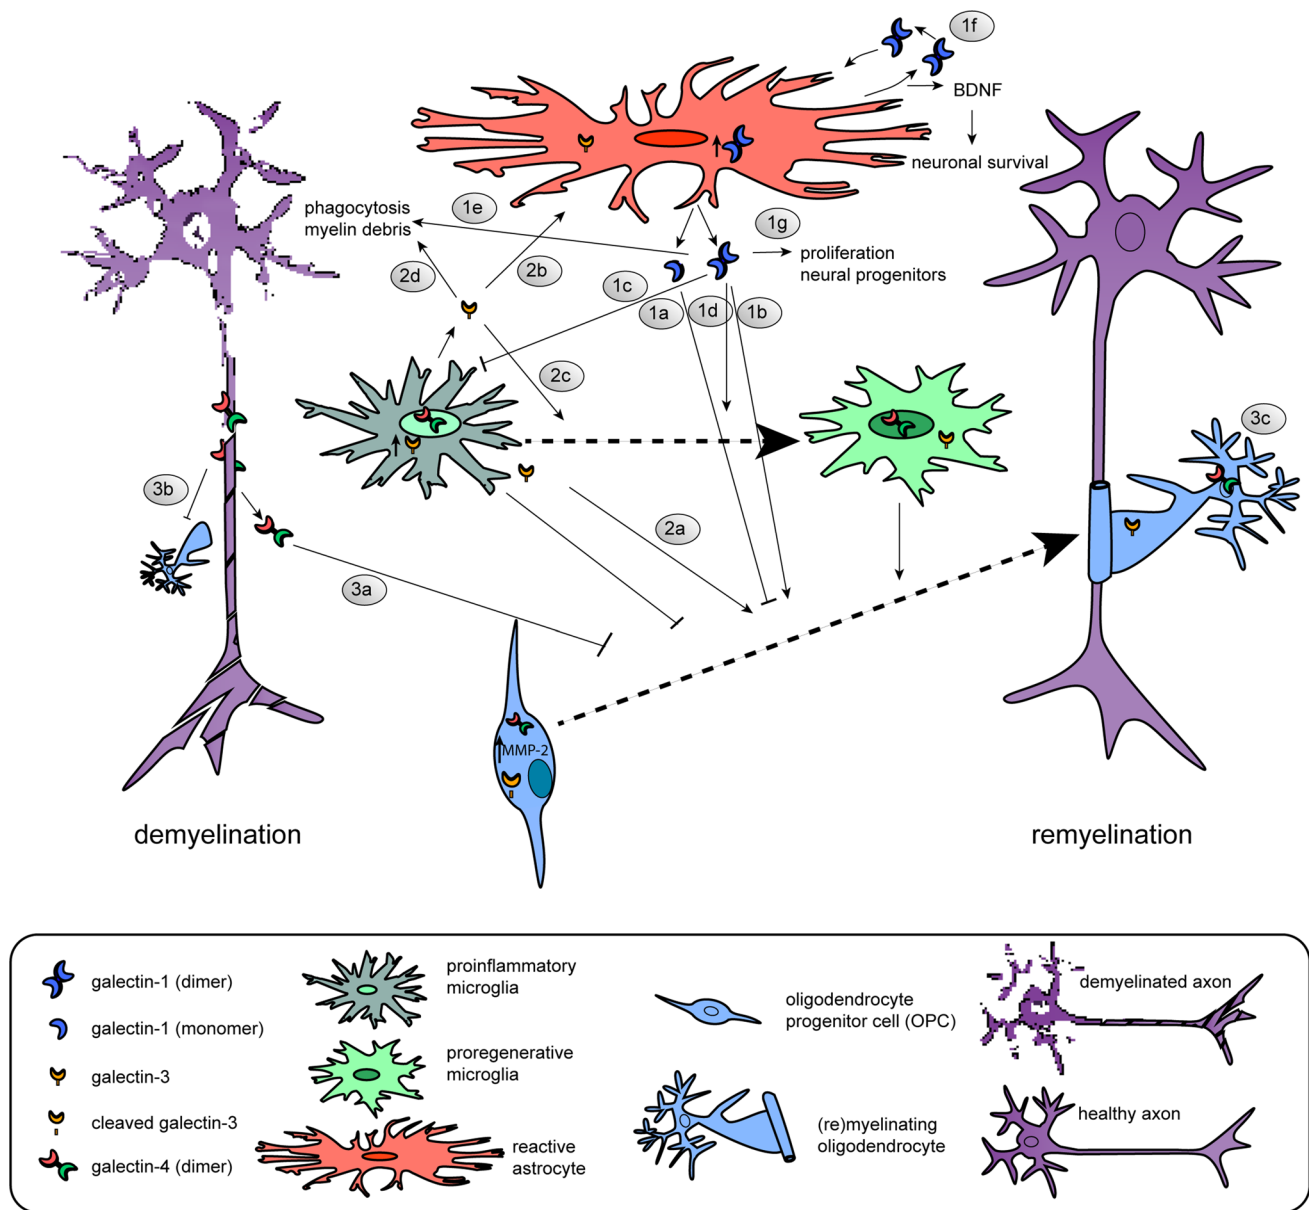 1f
BDNF
neuronal survival
1e
phagocytosis
myelin debris
1g
proliferation
neural progenitors
2d
2b
1c
1a
1d
1b
2c
3c
3b
2a
3a
MMP-2
demyelination
remyelination
galectin-1 (dimer)
galectin-1 (monomer)
galectin-3
cleaved galectin-3
galectin-4 (dimer)
proinflammatory
microglia
proregenerative
microglia
reactive
astrocyte
oligodendrocyte
progenitor cell (OPC)
(re)myelinating
oligodendrocyte
demyelinated axon
healthy axon